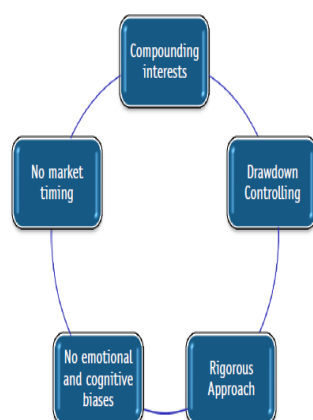 Compounding
interests
No market
timing
Drawdown
Controlling
No emotional
and cognitive
biases
Rigorous
Approach